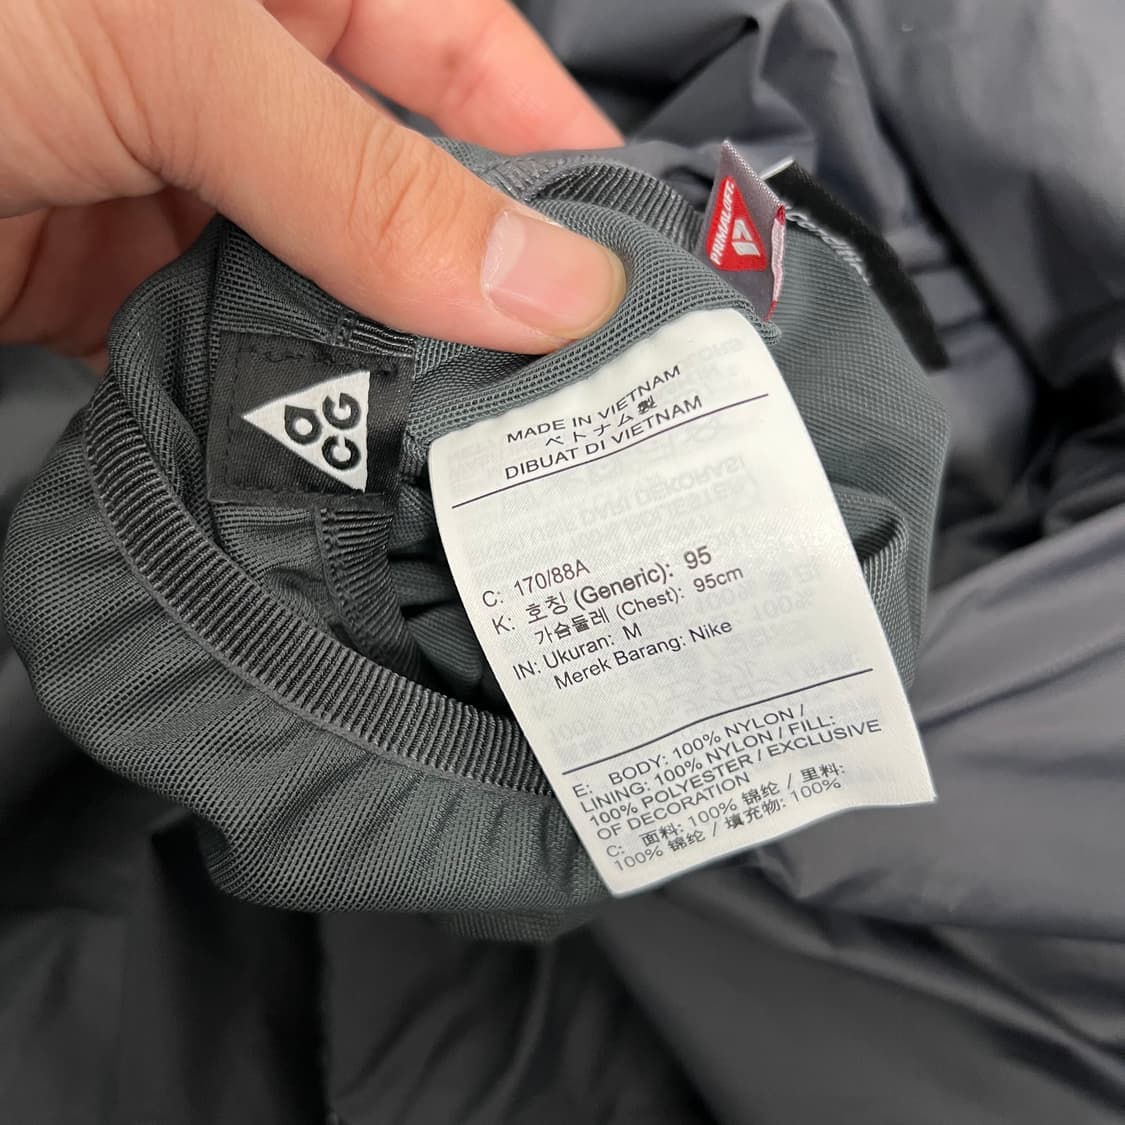 PRIMALOFT
ACG
MADE IN VIETNAM
ベトナム製
DIBUAT DI VIETNAM
C: 170/88A
K: 호칭 (Generic): 95
가슴둘레 (Chest): 95cm
IN: Ukuran: M
Merek Barang: Nike
E: BODY: 100% NYLON /
LINING: 100% NYLON / FILL:
100% POLYESTER / EXCLUSIVE
OF DECORATION
C: 面料: 100% 锦纶 / 里料:
100% 锦纶 / 填充物: 100%